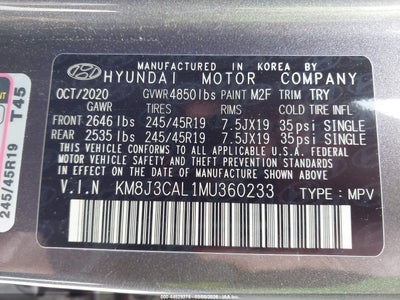 MANUFACTURED IN KOREA BY
HYUNDAI MOTOR COMPANY
OCT/2020 GVWR 4850lbs PAINT M2F TRIM TRY
GAWR TIRES RIMS COLD TIRE INFL
FRONT 2646 lbs 245/45R19 7.5JX19 35psi SINGLE
REAR 2535 lbs 245/45R19 7.5JX19 35psi SINGLE
THIS VEHICLE CONFORMS TO ALL APPLICABLE
U.S.A. FEDERAL MOTOR VEHICLE SAFETY,
BUMPER, AND THEFT PREVENTION STANDARDS
IN EFFECT ON THE DATE OF MANUFACTURE
SHOWN ABOVE.
V.I.N KM8J3CAL1MU360233 TYPE: MPV
245/45R19 T45